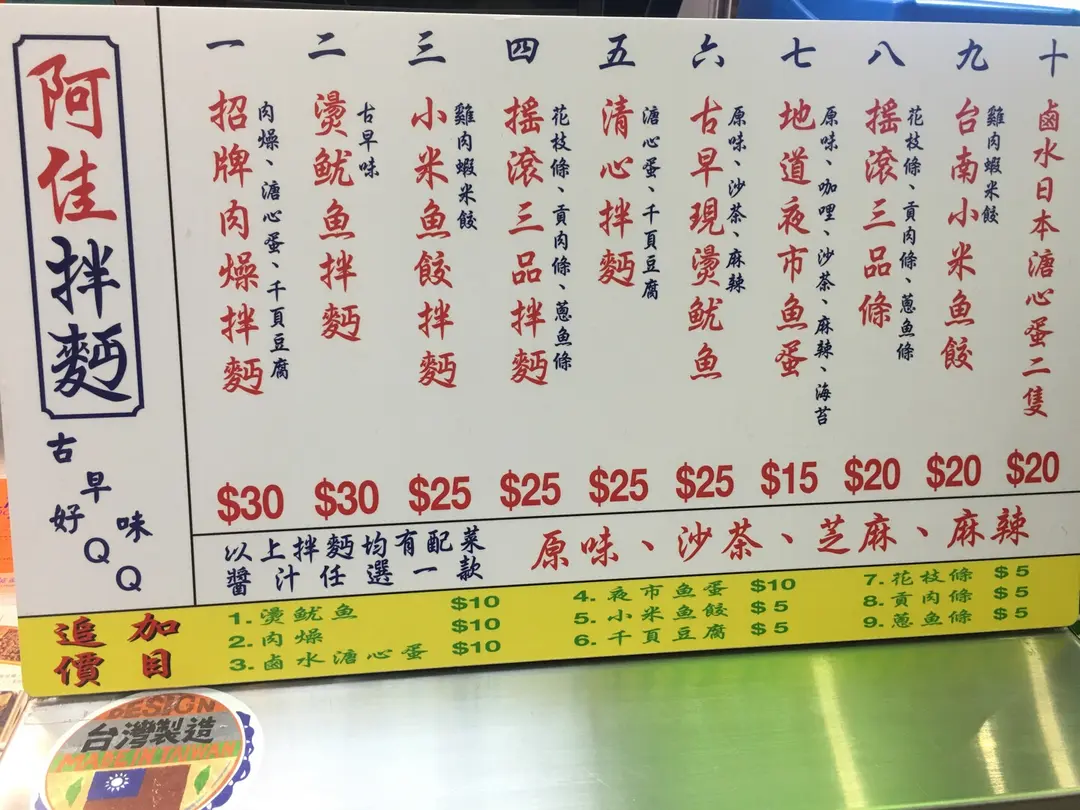 阿佳拌麵
古早味
好QQ
一
招牌肉燥拌麵
肉燥、溏心蛋、千頁豆腐
$30
二
燙魷魚拌麵
古早味
$30
三
小米魚餃拌麵
雞肉蝦米餃
$25
四
搖滾三品拌麵
花枝條、貢肉條、蔥魚條
$25
五
清心拌麵
溏心蛋、千頁豆腐
$25
六
古早現燙魷魚
原味、沙茶、麻辣
$25
七
地道夜市魚蛋
原味、咖哩、沙茶、麻辣、海苔
$15
八
搖滾三品條
花枝條、貢肉條、蔥魚條
$20
九
台南小米魚餃
雞肉蝦米餃
$20
十
鹵水日本溏心蛋二隻
$20
以上拌麵均有配菜
醬汁任選一款
原味、沙茶、芝麻、麻辣
加目
追價
1. 燙魷魚 $10
2. 肉燥 $10
3. 鹵水溏心蛋 $10
4. 夜市魚蛋 $10
5. 小米魚餃 $5
6. 千頁豆腐 $5
7. 花枝條 $5
8. 貢肉條 $5
9. 蔥魚條 $5
DESIGN
台灣製造
MADE IN TAIWAN